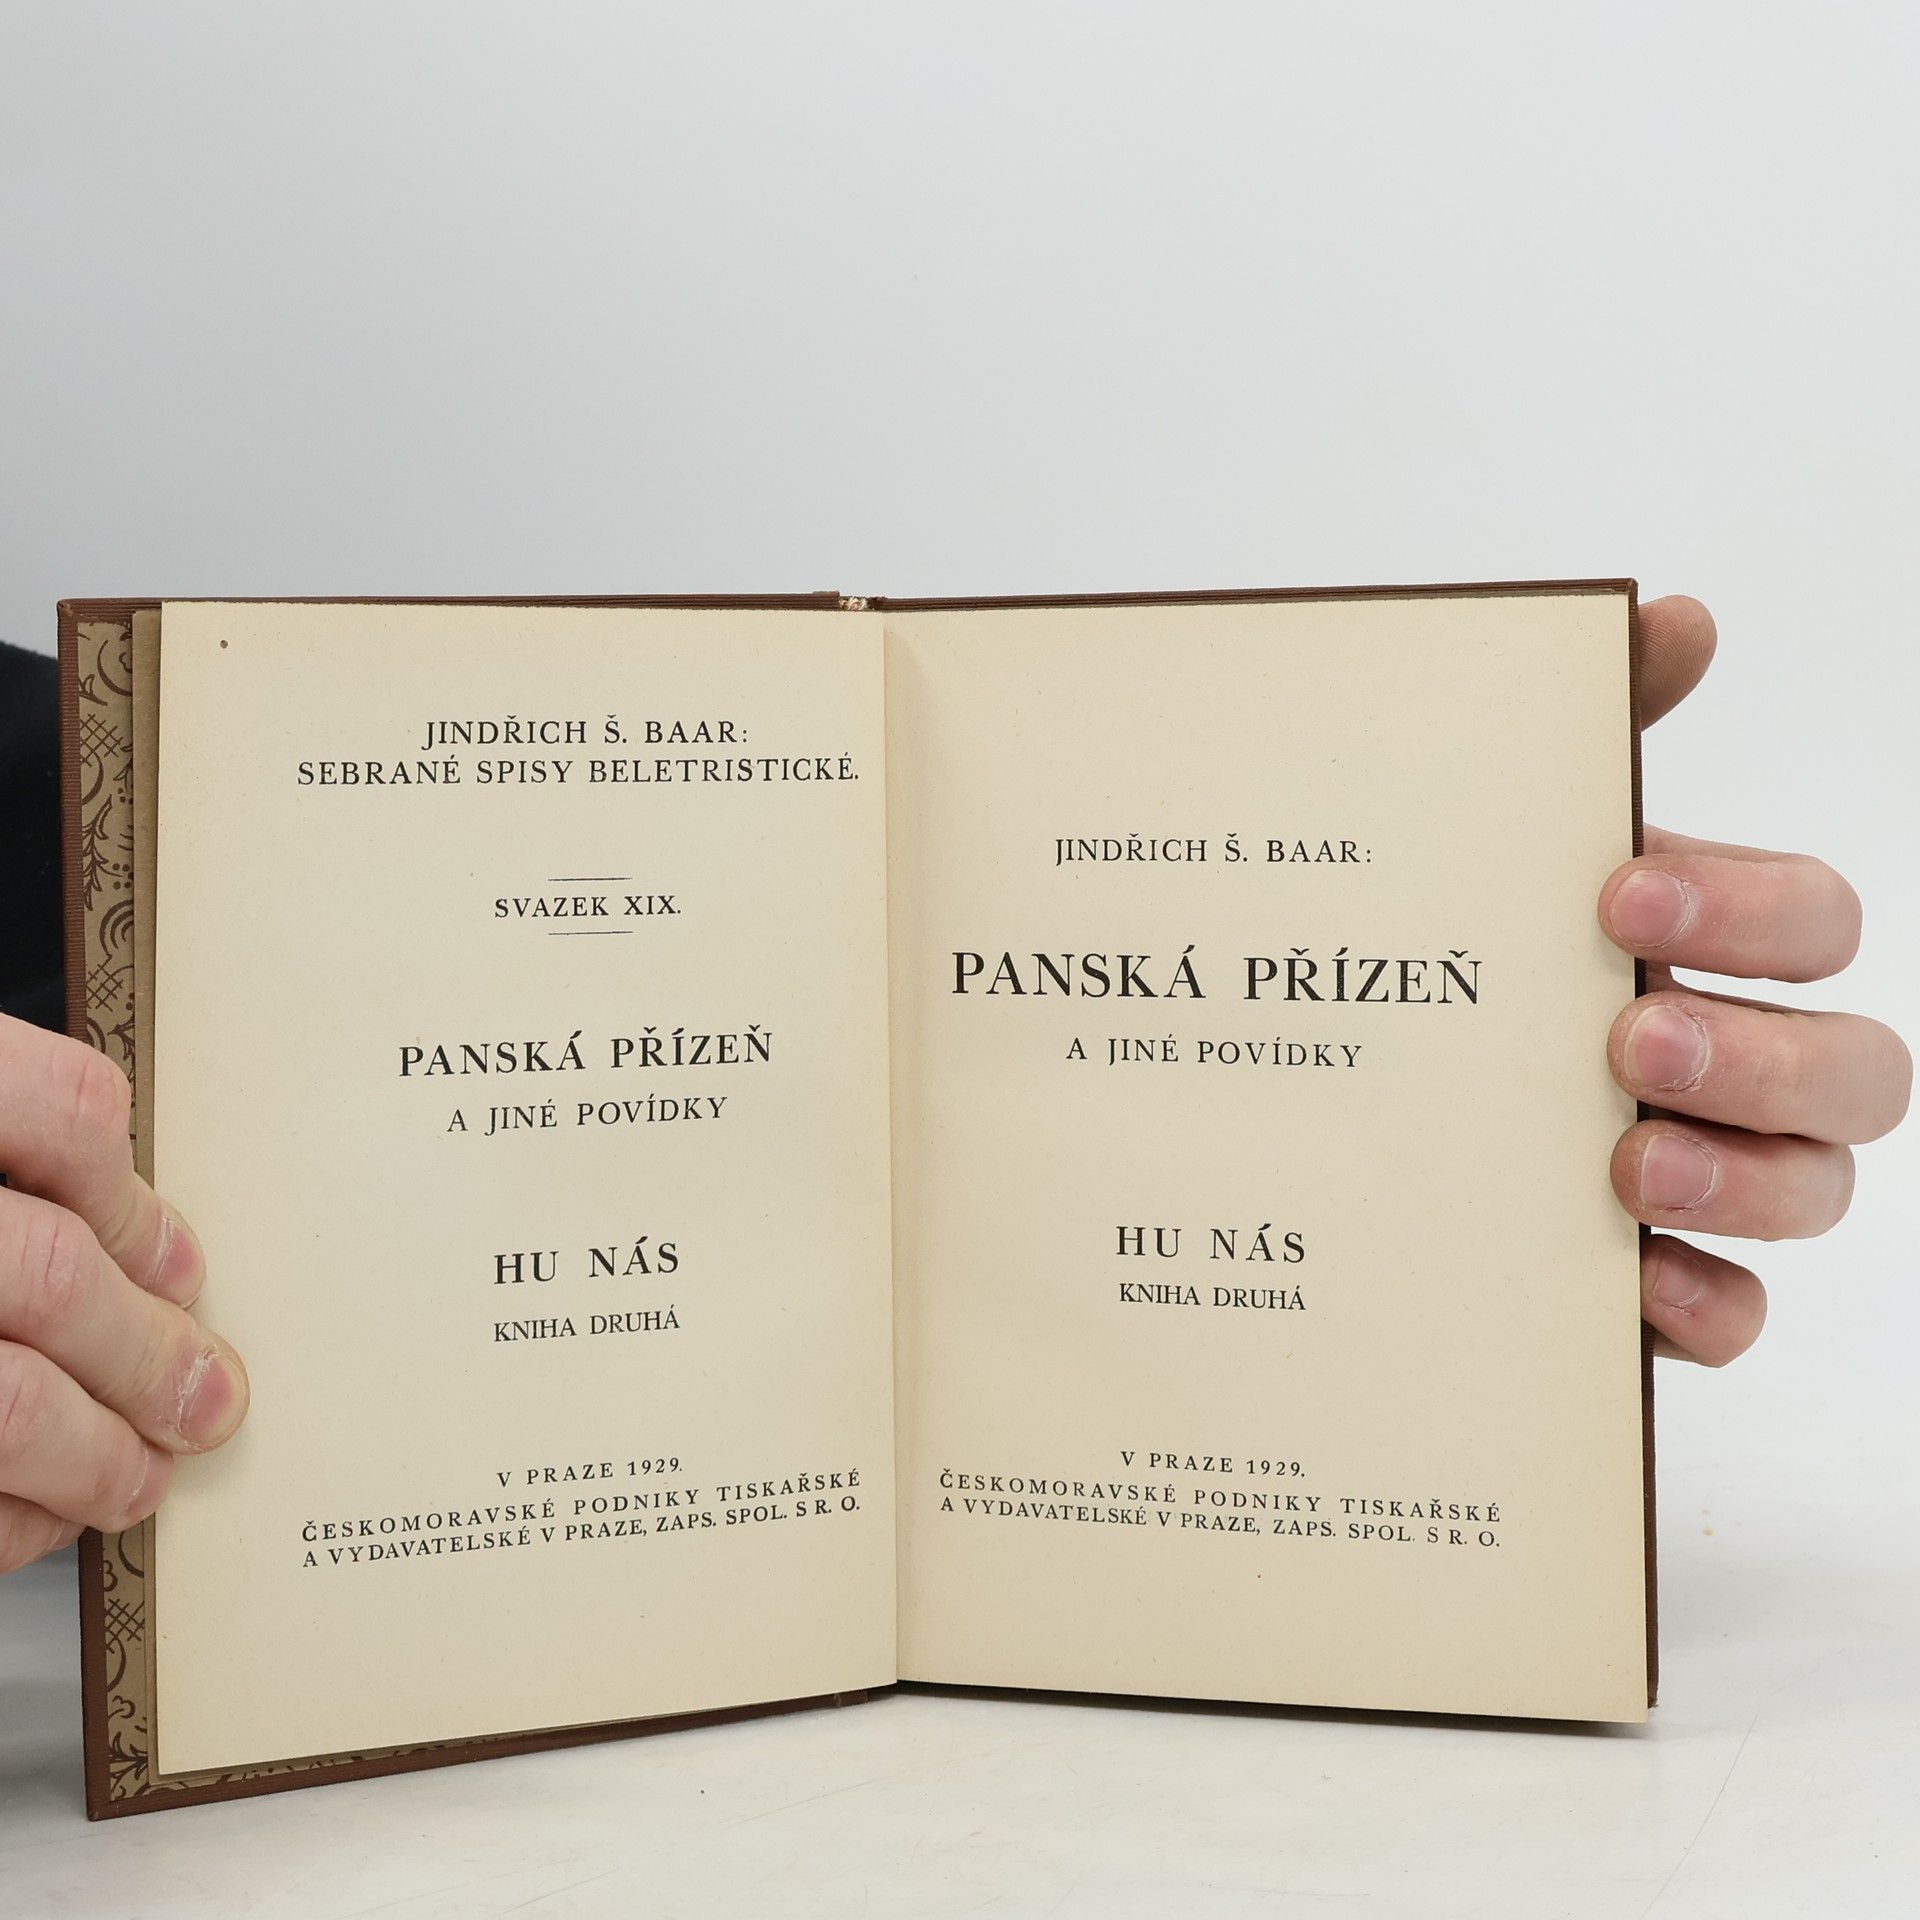 JINDŘICH Š. BAAR:
SEBRANÉ SPISY BELETRISTICKÉ.
SVAZEK XIX.
PANSKÁ PŘÍZEŇ
A JINÉ POVÍDKY
HU NÁS
KNIHA DRUHÁ
V PRAZE 1929.
ČESKOMORAVSKÉ PODNIKY TISKAŘSKÉ
A VYDAVATELSKÉ V PRAZE, ZAPS. SPOL. S R. O.
JINDŘICH Š. BAAR:
PANSKÁ PŘÍZEŇ
A JINÉ POVÍDKY
HU NÁS
KNIHA DRUHÁ
V PRAZE 1929.
ČESKOMORAVSKÉ PODNIKY TISKAŘSKÉ
A VYDAVATELSKÉ V PRAZE, ZAPS. SPOL. S R. O.